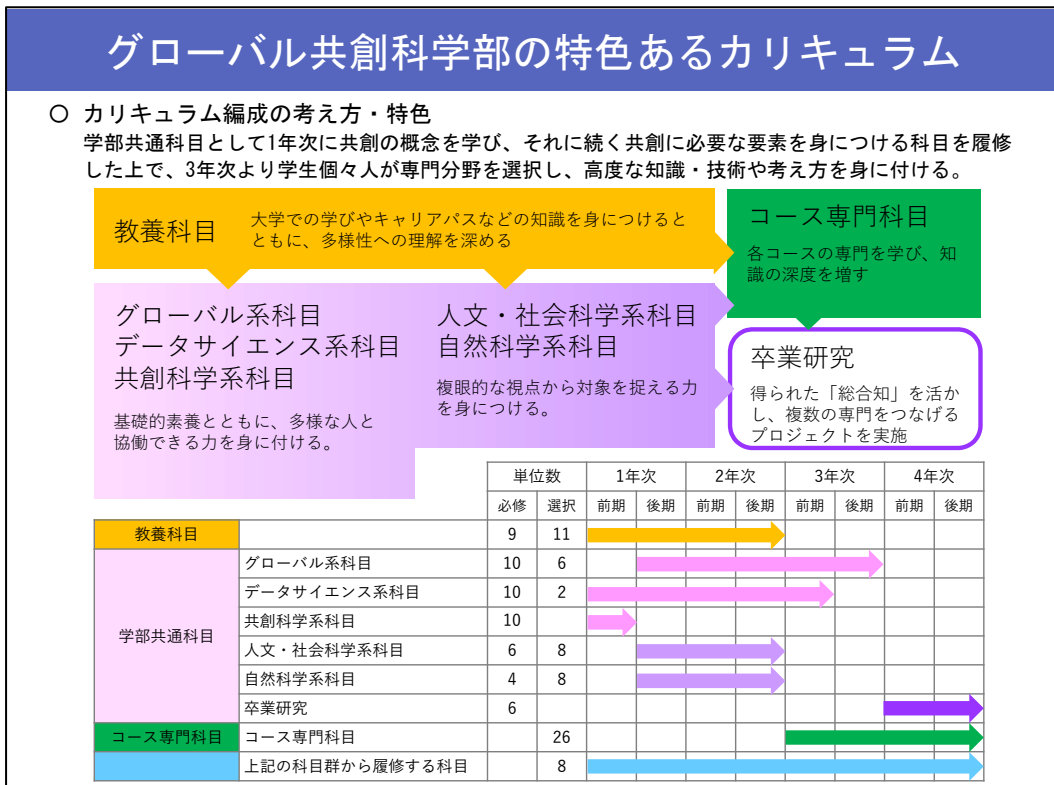 グローバル共創科学部の特色あるカリキュラム
〇 カリキュラム編成の考え方・特色
学部共通科目として1年次に共創の概念を学び、それに続く共創に必要な要素を身につける科目を履修
した上で、3年次より学生個々人が専門分野を選択し、高度な知識・技術や考え方を身に付ける。
教養科目
大学での学びやキャリアパスなどの知識を身につけると
ともに、多様性への理解を深める
コース専門科目
各コースの専門を学び、知
識の深度を増す
グローバル系科目
データサイエンス系科目
共創科学系科目
基礎的素養とともに、多様な人と
協働できる力を身に付ける。
人文・社会科学系科目
自然科学系科目
複眼的な視点から対象を捉える力
を身につける。
卒業研究
得られた「総合知」を活か
し、複数の専門をつなげる
プロジェクトを実施
単位数 1年次 2年次 3年次 4年次
必修 選択 前期 後期 前期 後期 前期 後期 前期 後期
教養科目 9 11
学部共通科目
グローバル系科目 10 6
データサイエンス系科目 10 2
共創科学系科目 10
人文・社会科学系科目 6 8
自然科学系科目 4 8
卒業研究 6
コース専門科目 コース専門科目 26
上記の科目群から履修する科目 8